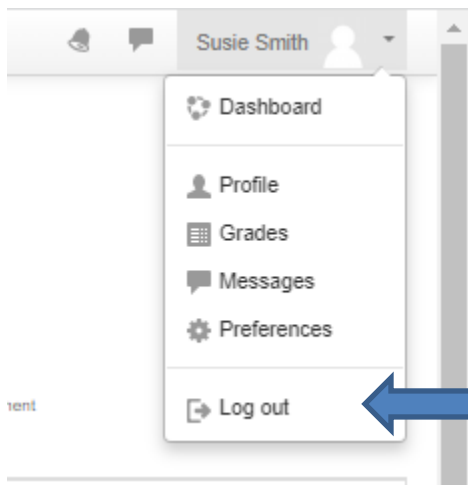 Susie Smith
Dashboard
Profile
Grades
Messages
Preferences
Log out